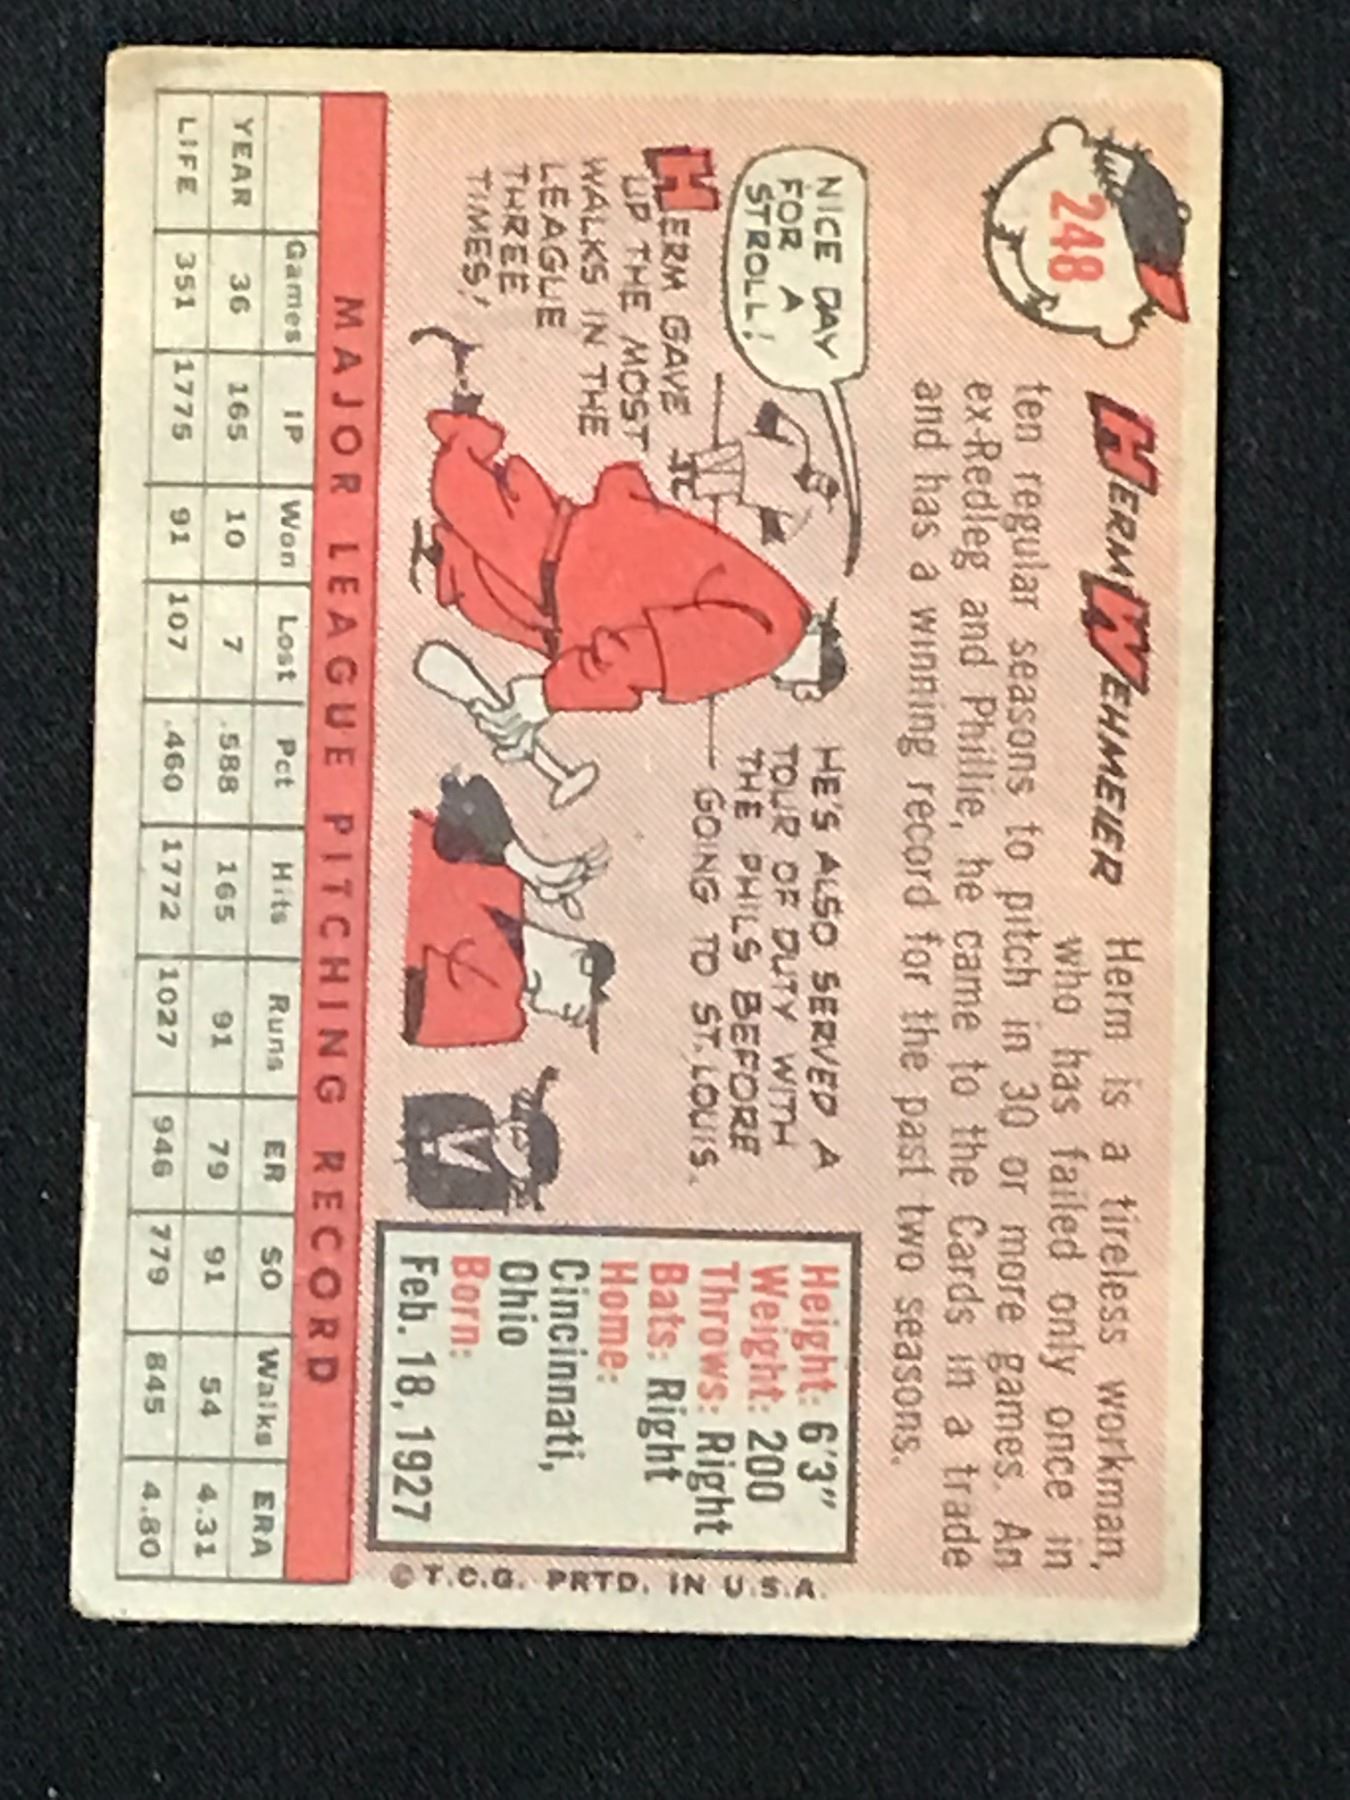 248
HERM WEHMEIER
Herm is a tireless workman,
who has failed only once in
ten regular seasons to pitch in 30 or more games. An
ex-Redleg and Phillie, he came to the Cards in a trade
and has a winning record for the past two seasons.
NICE DAY
FOR A
STROLL!
HERM GAVE
UP THE MOST
WALKS IN THE
LEAGUE
THREE
TIMES!
HE'S ALSO SERVED A
TOUR OF DUTY WITH
THE PHILS BEFORE
GOING TO ST. LOUIS.
Height: 6'3"
Weight: 200
Throws: Right
Bats: Right
Home:
Cincinnati,
Ohio
Born:
Feb. 18, 1927
© T.C.G. PRTD. IN U.S.A.
MAJOR LEAGUE PITCHING RECORD
Games IP Won Lost Pct Hits Runs ER SO Walks ERA
YEAR 36 165 10 7 .588 165 91 79 91 54 4.31
LIFE 351 1775 91 107 .460 1772 1027 946 779 845 4.80